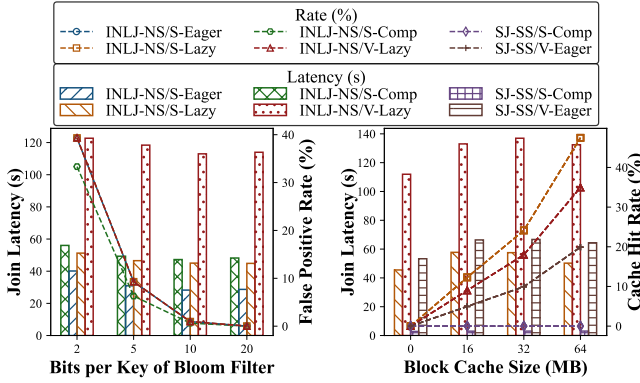 Rate (%)
INLJ-NS/S-Eager INLJ-NS/S-Comp SJ-SS/S-Comp
INLJ-NS/S-Lazy INLJ-NS/V-Lazy SJ-SS/V-Eager
Latency (s)
INLJ-NS/S-Eager INLJ-NS/S-Comp SJ-SS/S-Comp
INLJ-NS/S-Lazy INLJ-NS/V-Lazy SJ-SS/V-Eager
Join Latency (s)
120
100
80
60
40
20
0
2 5 10 20
Bits per Key of Bloom Filter
40
30
20
10
0
False Positive Rate (%)
Join Latency (s)
140
120
100
80
60
40
20
0
0 16 32 64
Block Cache Size (MB)
40
30
20
10
0
Cache Hit Rate (%)